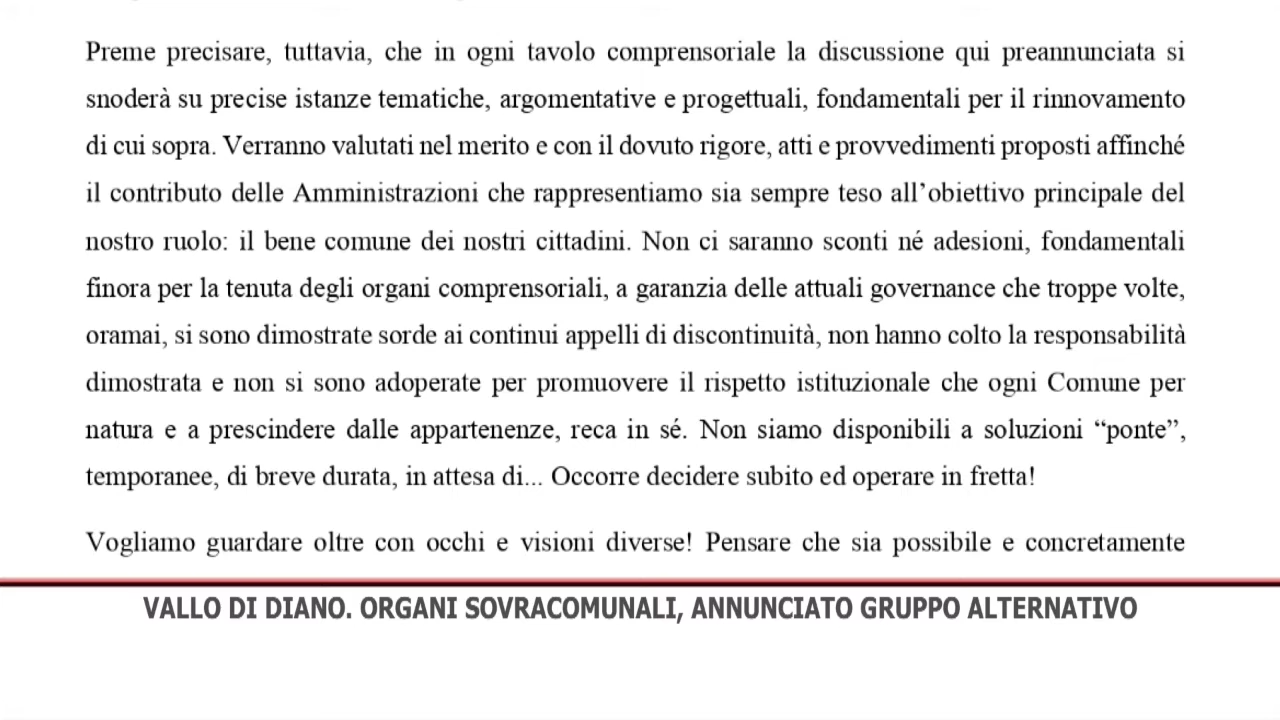 Preme precisare, tuttavia, che in ogni tavolo comprensoriale la discussione qui preannunciata si
snoderà su precise istanze tematiche, argomentative e progettuali, fondamentali per il rinnovamento
di cui sopra. Verranno valutati nel merito e con il dovuto rigore, atti e provvedimenti proposti affinché
il contributo delle Amministrazioni che rappresentiamo sia sempre teso all’obiettivo principale del
nostro ruolo: il bene comune dei nostri cittadini. Non ci saranno sconti né adesioni, fondamentali
finora per la tenuta degli organi comprensoriali, a garanzia delle attuali governance che troppe volte,
oramai, si sono dimostrate sorde ai continui appelli di discontinuità, non hanno colto la responsabilità
dimostrata e non si sono adoperate per promuovere il rispetto istituzionale che ogni Comune per
natura e a prescindere dalle appartenenze, reca in sé. Non siamo disponibili a soluzioni “ponte”,
temporanee, di breve durata, in attesa di... Occorre decidere subito ed operare in fretta!
Vogliamo guardare oltre con occhi e visioni diverse! Pensare che sia possibile e concretamente
VALLO DI DIANO. ORGANI SOVRACOMUNALI, ANNUNCIATO GRUPPO ALTERNATIVO